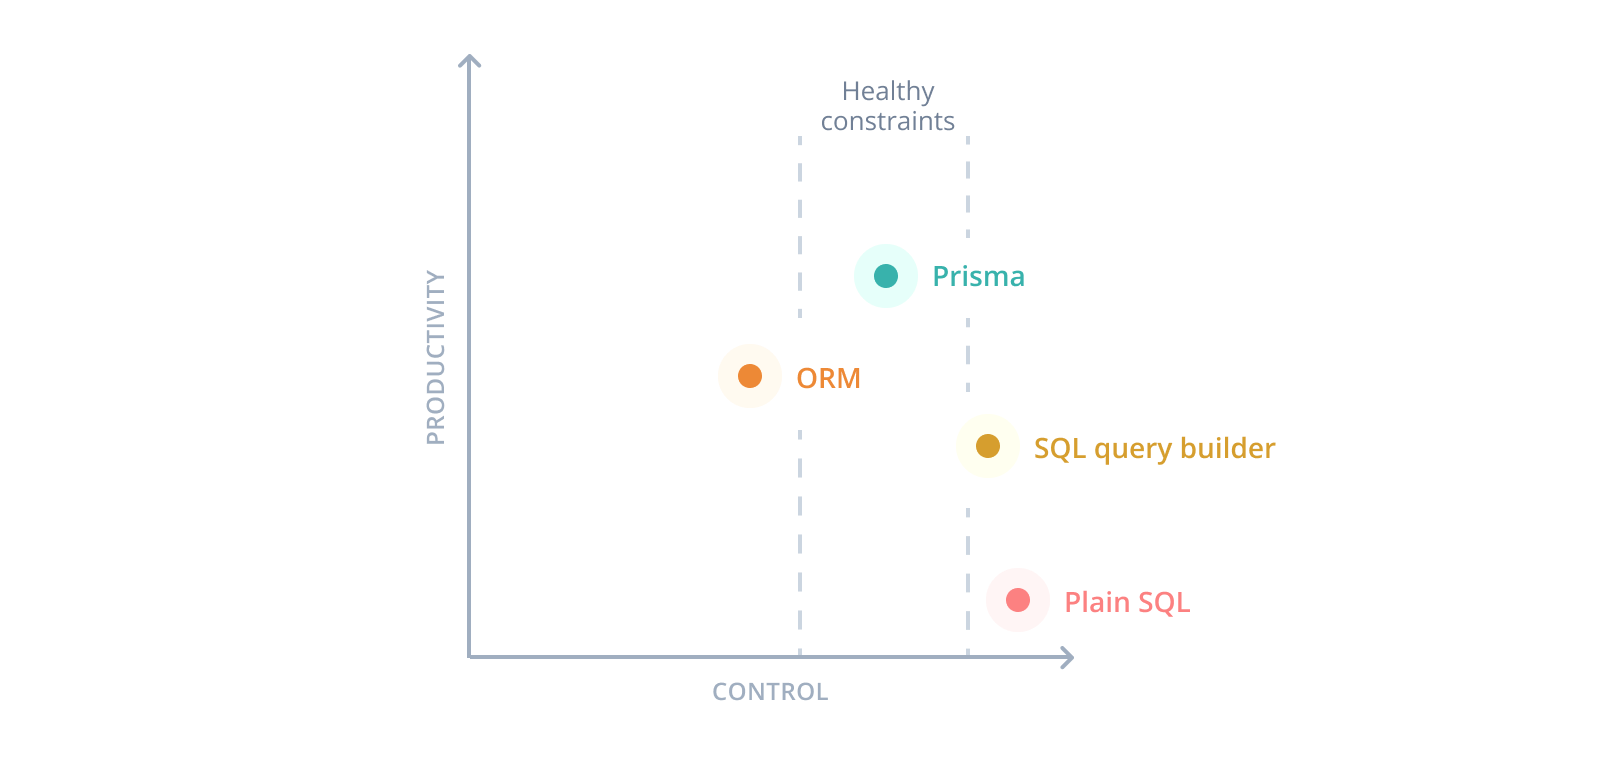 Healthy
constraints
Prisma
ORM
SQL query builder
Plain SQL
PRODUCTIVITY
CONTROL